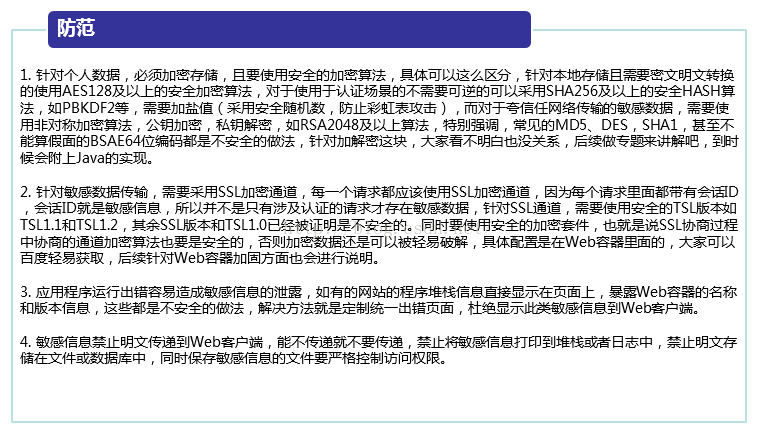 防范
1. 针对个人数据，必须加密存储，且要使用安全的加密算法，具体可以这么区分，针对本地存储且需要密文明文转换
的使用AES128及以上的安全加密算法，对于使用于认证场景的不需要可逆的可以采用SHA256及以上的安全HASH算
法，如PBKDF2等，需要加盐值（采用安全随机数，防止彩虹表攻击），而对于夸信任网络传输的敏感数据，需要使
用非对称加密算法，公钥加密，私钥解密，如RSA2048及以上算法，特别强调，常见的MD5、DES，SHA1，甚至不
能算假面的BSAE64位编码都是不安全的做法，针对加解密这块，大家看不明白也没关系，后续做专题来讲解吧，到时
候会附上Java的实现。
2. 针对敏感数据传输，需要采用SSL加密通道，每一个请求都应该使用SSL加密通道，因为每个请求里面都带有会话ID
，会话ID就是敏感信息，所以并不是只有涉及认证的请求才存在敏感数据，针对SSL通道，需要使用安全的TSL版本如
TSL1.1和TSL1.2，其余SSL版本和TSL1.0已经被证明是不安全的。同时要使用安全的加密套件，也就是说SSL协商过程
中协商的通道加密算法也要是安全的，否则加密数据还是可以被轻易破解，具体配置是在Web容器里面的，大家可以
百度轻易获取，后续针对Web容器加固方面也会进行说明。
3. 应用程序运行出错容易造成敏感信息的泄露，如有的网站的程序堆栈信息直接显示在页面上，暴露Web容器的名称
和版本信息，这些都是不安全的做法，解决方法就是定制统一出错页面，杜绝显示此类敏感信息到Web客户端。
4. 敏感信息禁止明文传递到Web客户端，能不传递就不要传递，禁止将敏感信息打印到堆栈或者日志中，禁止明文存
储在文件或数据库中，同时保存敏感信息的文件要严格控制访问权限。